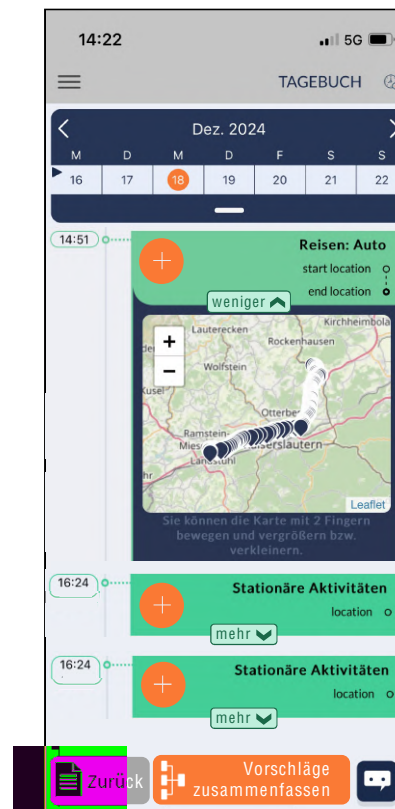 14:22
5G
TAGEBUCH
Dez. 2024
M D M D F S S
16 17 18 19 20 21 22
14:51
Reisen: Auto
start location
end location
weniger
+
−
Lauterecken
Kirchheimbola
Rockenhausen
Wolfstein
Kusel
Otterbe
Ramstein-
Mies
aiserslautern
Landstuhl
Leaflet
Sie können die Karte mit 2 Fingern
bewegen und vergrößern bzw.
verkleinern.
16:24
Stationäre Aktivitäten
location
mehr
16:24
Stationäre Aktivitäten
location
mehr
Zurück
Vorschläge
zusammenfassen